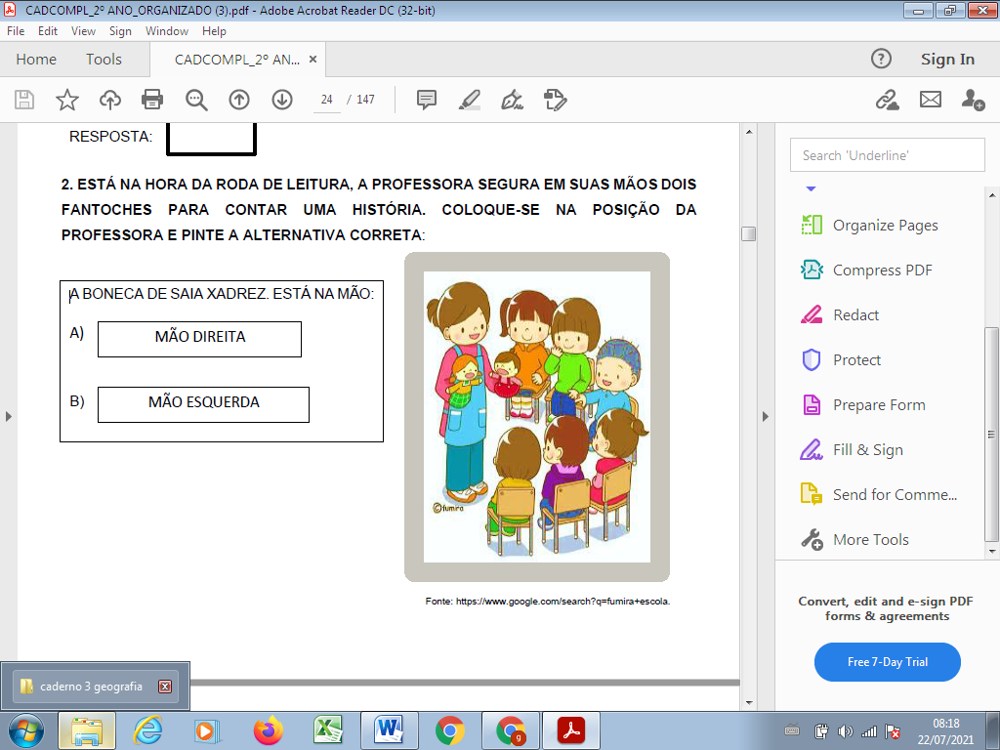 CADCOMPL_2º ANO_ORGANIZADO (3).pdf - Adobe Acrobat Reader DC (32-bit)
File Edit View Sign Window Help
Home Tools CADCOMPL_2º AN... × Sign In
24 / 147
RESPOSTA:
2. ESTÁ NA HORA DA RODA DE LEITURA, A PROFESSORA SEGURA EM SUAS MÃOS DOIS
FANTOCHES PARA CONTAR UMA HISTÓRIA. COLOQUE-SE NA POSIÇÃO DA
PROFESSORA E PINTE A ALTERNATIVA CORRETA:
A BONECA DE SAIA XADREZ. ESTÁ NA MÃO:
A) MÃO DIREITA
B) MÃO ESQUERDA
©fumira
Fonte: https://www.google.com/search?q=fumira+escola.
Search 'Underline'
Organize Pages
Compress PDF
Redact
Protect
Prepare Form
Fill & Sign
Send for Comme...
More Tools
Convert, edit and e-sign PDF
forms & agreements
Free 7-Day Trial
caderno 3 geografia
08:18
22/07/2021